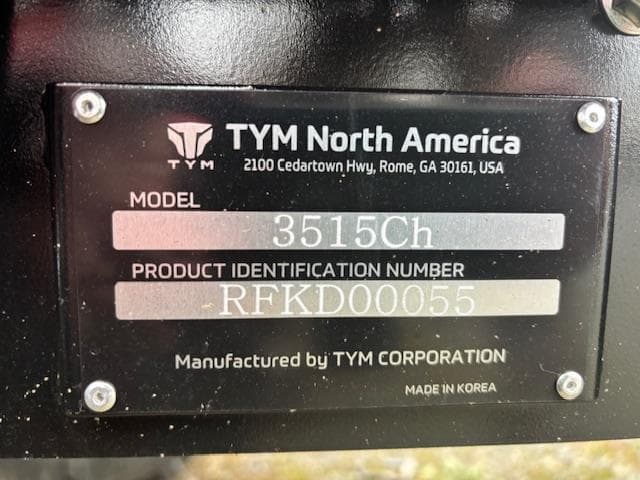 TYM
TYM North America
2100 Cedartown Hwy, Rome, GA 30161, USA
MODEL
3515Ch
PRODUCT IDENTIFICATION NUMBER
RFKD00055
Manufactured by TYM CORPORATION
MADE IN KOREA